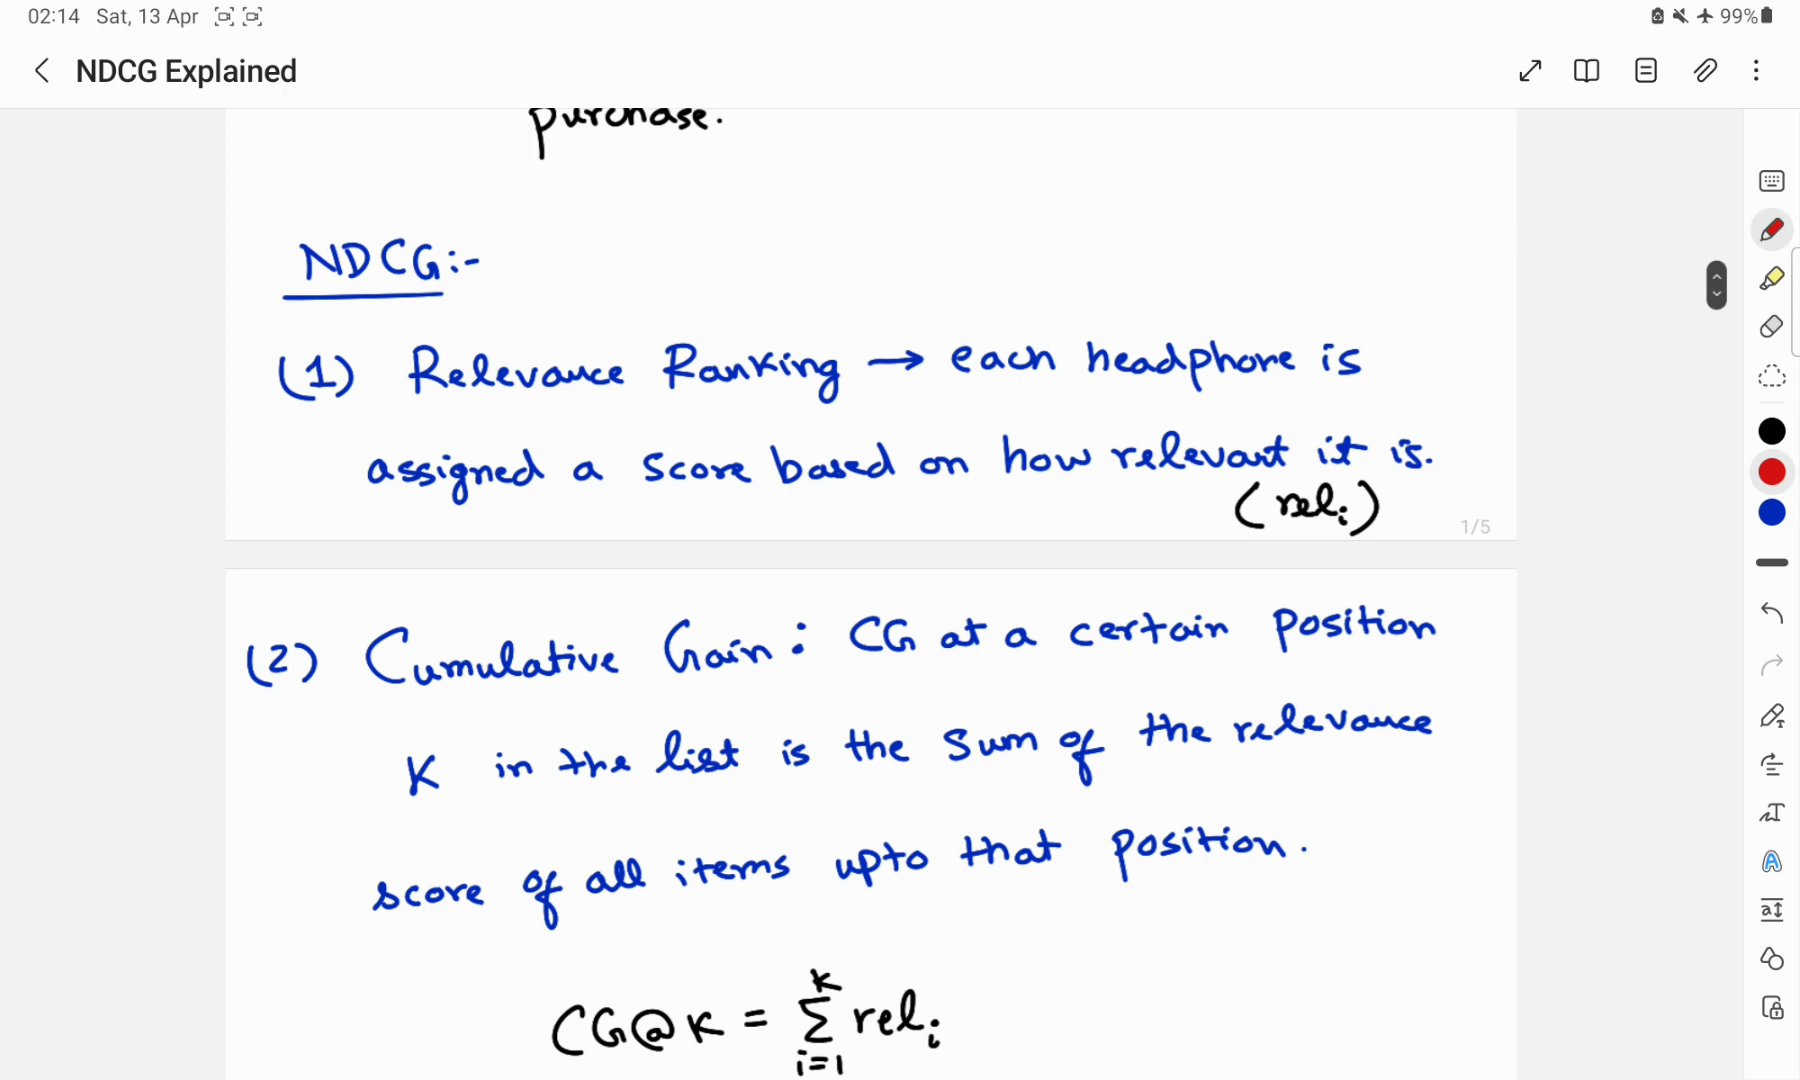 02:14 Sat, 13 Apr 99%
NDCG Explained
purchase.
NDCG:-
(1) Relevance Ranking → each headphone is
assigned a score based on how relevant it is.
(relᵢ)
1/5
(2) Cumulative Gain: CG at a certain position
K in the list is the sum of the relevance
score of all items upto that position.
K
CG@K = Σ relᵢ
i=1